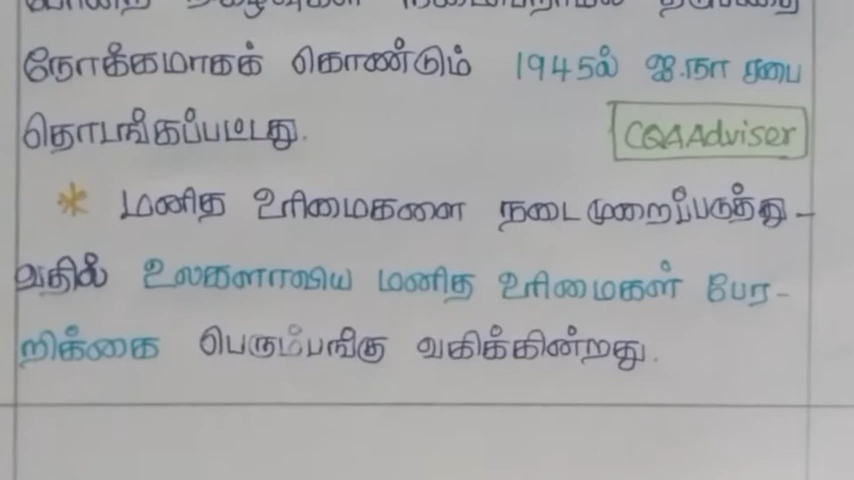 நோக்கமாகக் கொண்டும் 1945ல் ஐ.நா சபை
தொடங்கப்பட்டது. CQAAdviser
* மனித உரிமைகளை நடைமுறைப்படுத்து-
வதில் உலகளாவிய மனித உரிமைகள் பேர-
றிக்கை பெரும்பங்கு வகிக்கின்றது.